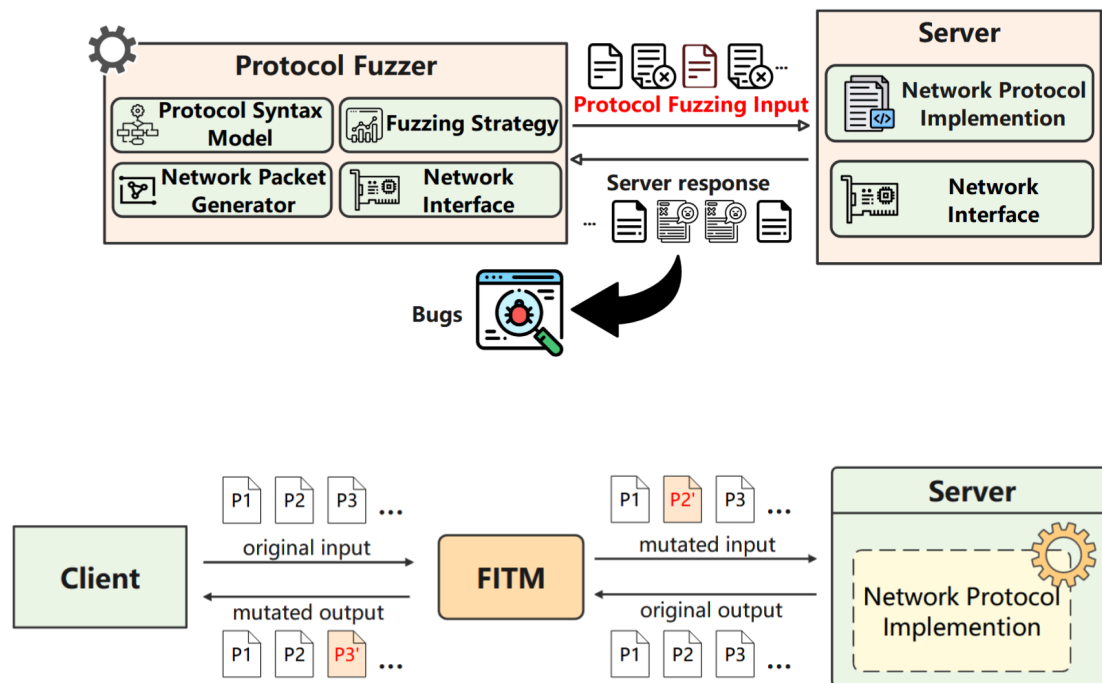 Protocol Fuzzer
Protocol Syntax
Model
Fuzzing Strategy
Network Packet
Generator
Network
Interface
...
Protocol Fuzzing Input
Server response
...
Server
Network Protocol
Implemention
Network
Interface
Bugs
P1 P2 P3 ...
original input
mutated output
P1 P2 P3' ...
Client
FITM
P1 P2' P3 ...
mutated input
original output
P1 P2 P3 ...
Server
Network Protocol
Implemention